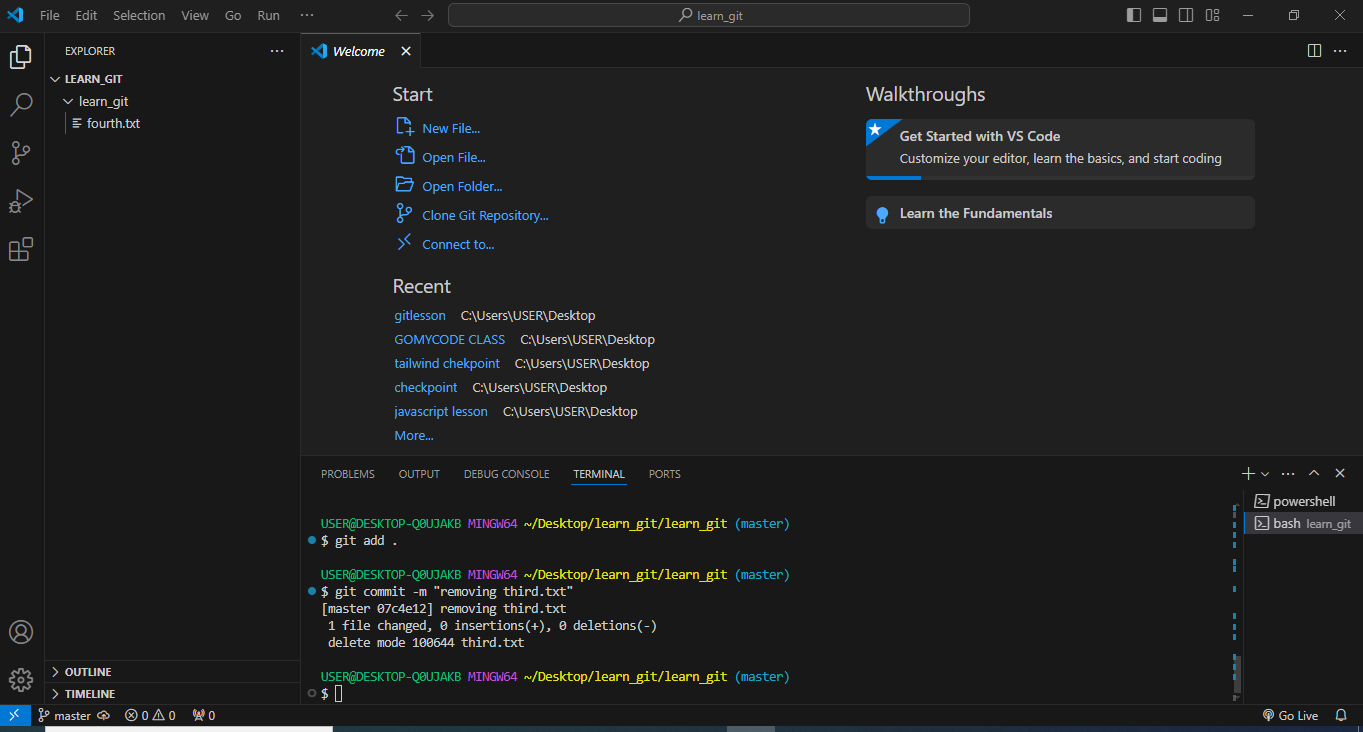 File Edit Selection View Go Run ···
learn_git
EXPLORER ···
LEARN_GIT
learn_git
fourth.txt
OUTLINE
TIMELINE
Welcome
Start
New File...
Open File...
Open Folder...
Clone Git Repository...
Connect to...
Recent
gitlesson C:\Users\USER\Desktop
GOMYCODE CLASS C:\Users\USER\Desktop
tailwind chekpoint C:\Users\USER\Desktop
checkpoint C:\Users\USER\Desktop
javascript lesson C:\Users\USER\Desktop
More...
Walkthroughs
Get Started with VS Code
Customize your editor, learn the basics, and start coding
Learn the Fundamentals
PROBLEMS OUTPUT DEBUG CONSOLE TERMINAL PORTS
USER@DESKTOP-Q0UJAKB MINGW64 ~/Desktop/learn_git/learn_git (master)
$ git add .
USER@DESKTOP-Q0UJAKB MINGW64 ~/Desktop/learn_git/learn_git (master)
$ git commit -m "removing third.txt"
[master 07c4e12] removing third.txt
1 file changed, 0 insertions(+), 0 deletions(-)
delete mode 100644 third.txt
USER@DESKTOP-Q0UJAKB MINGW64 ~/Desktop/learn_git/learn_git (master)
$
powershell
bash learn_git
master 0 0 0 Go Live